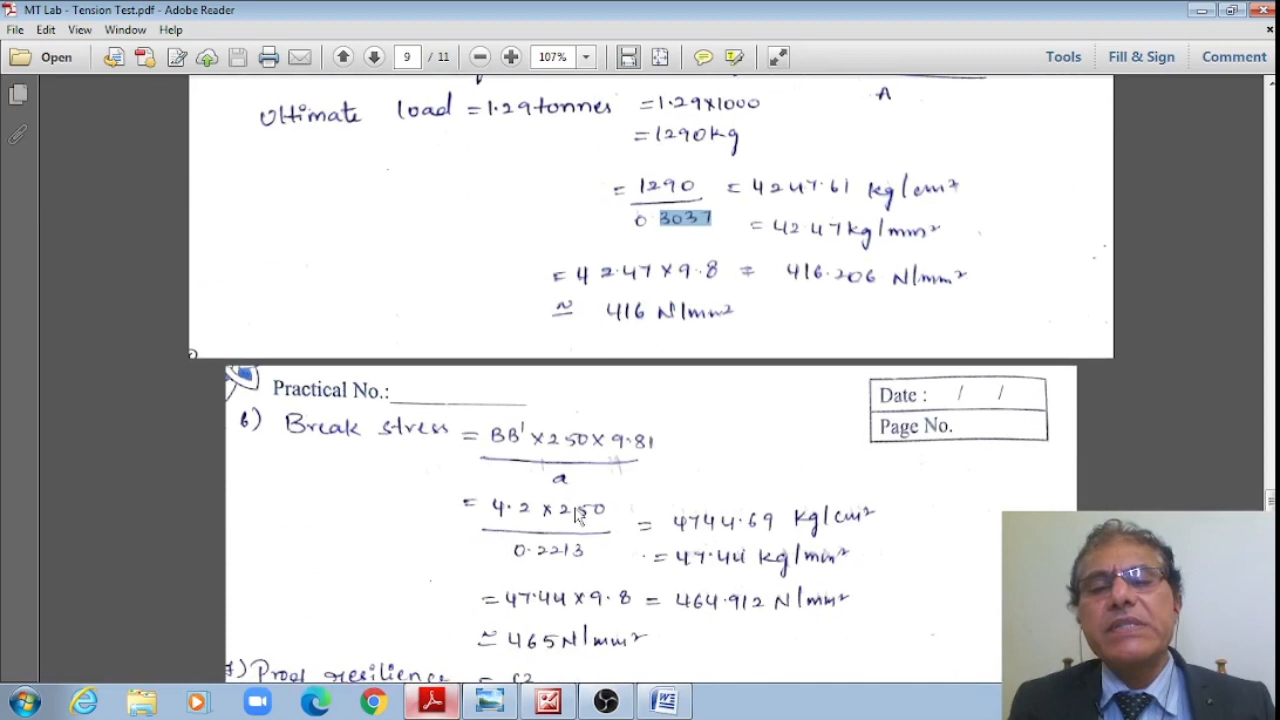 MT Lab - Tension Test.pdf - Adobe Reader
File Edit View Window Help
Open 9 / 11 107% Tools Fill & Sign Comment
A
Ultimate load = 1.29 tonnes = 1.29 × 1000
= 1290 kg
= 1290 = 4247.61 kg/cm²
0.3037 = 42.47 kg/mm²
= 42.47 × 9.8 = 416.206 N/mm²
≃ 416 N/mm²
Practical No.: Date : / /
Page No.
6) Break stress = BB' × 250 × 9.81
a
= 4.2 × 250 = 4744.69 kg/cm²
0.2213 = 47.44 kg/mm²
= 47.44 × 9.8 = 464.912 N/mm²
≃ 465 N/mm²
7) Proof resilience =